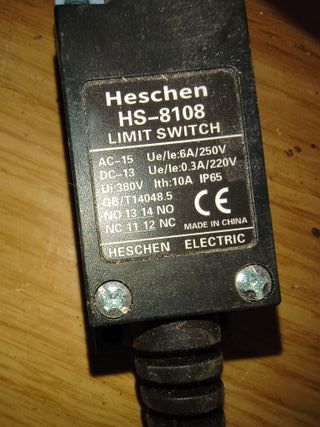 Heschen
HS-8108
LIMIT SWITCH
AC-15 Ue/Ie:6A/250V
DC-13 Ue/Ie:0.3A/220V
Ui:380V Ith:10A IP65
GB/T14048.5
NO 13 14 NO
NC 11 12 NC
CE
MADE IN CHINA
HESCHEN ELECTRIC